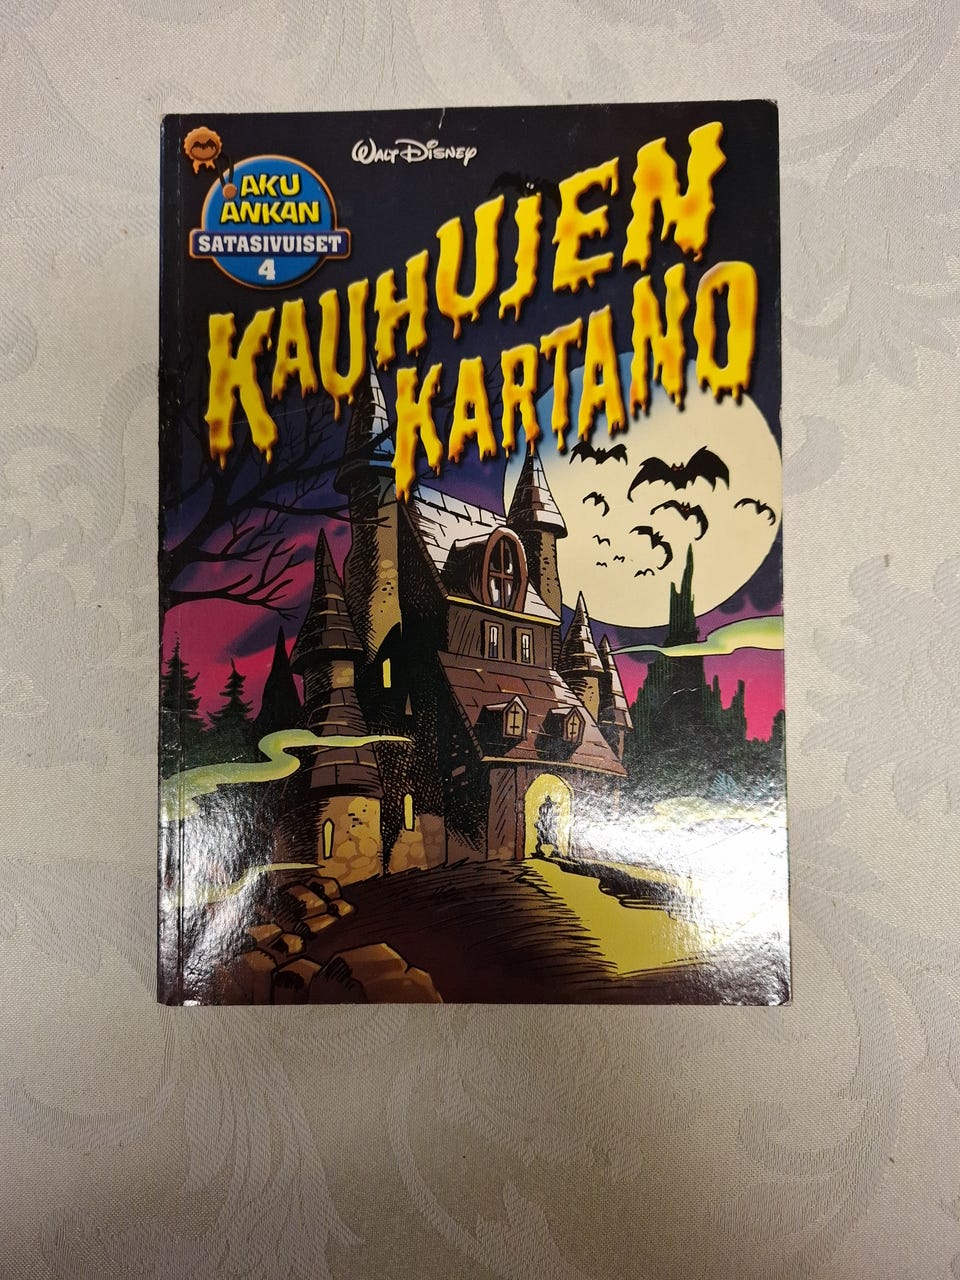 WALT DISNEY
AKU
ANKAN
SATASIVUISET
4
KAUHUJEN
KARTANO